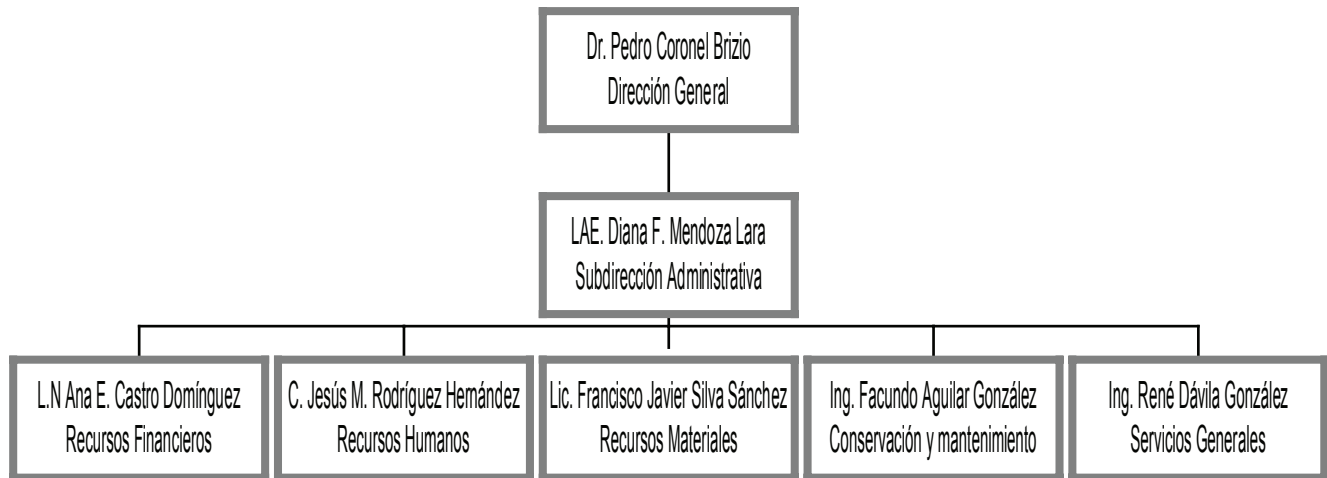 Dr. Pedro Coronel Brizio
Dirección General
LAE. Diana F. Mendoza Lara
Subdirección Administrativa
L.N Ana E. Castro Domínguez
Recursos Financieros
C. Jesús M. Rodríguez Hernández
Recursos Humanos
Lic. Francisco Javier Silva Sánchez
Recursos Materiales
Ing. Facundo Aguilar González
Conservación y mantenimiento
Ing. René Dávila González
Servicios Generales